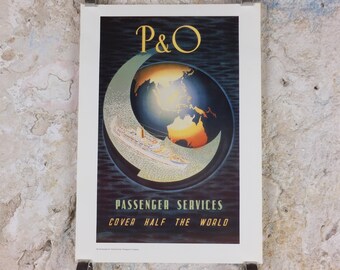 P&O
PASSENGER SERVICES
COVER HALF THE WORLD